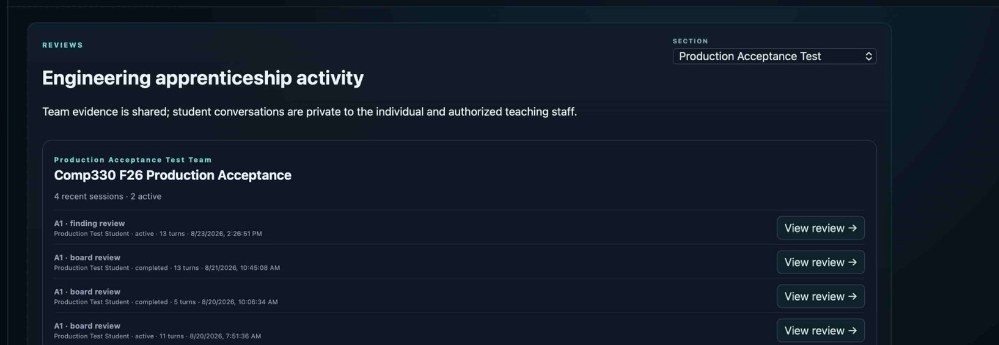 REVIEWS
SECTION
Production Acceptance Test
Engineering apprenticeship activity
Team evidence is shared; student conversations are private to the individual and authorized teaching staff.
Production Acceptance Test Team
Comp330 F26 Production Acceptance
4 recent sessions · 2 active
A1 · finding review
Production Test Student · active · 13 turns · 8/23/2026, 2:26:51 PM
View review →
A1 · board review
Production Test Student · completed · 13 turns · 8/21/2026, 10:45:08 AM
View review →
A1 · board review
Production Test Student · completed · 5 turns · 8/20/2026, 10:06:34 AM
View review →
A1 · board review
Production Test Student · active · 11 turns · 8/20/2026, 7:51:36 AM
View review →